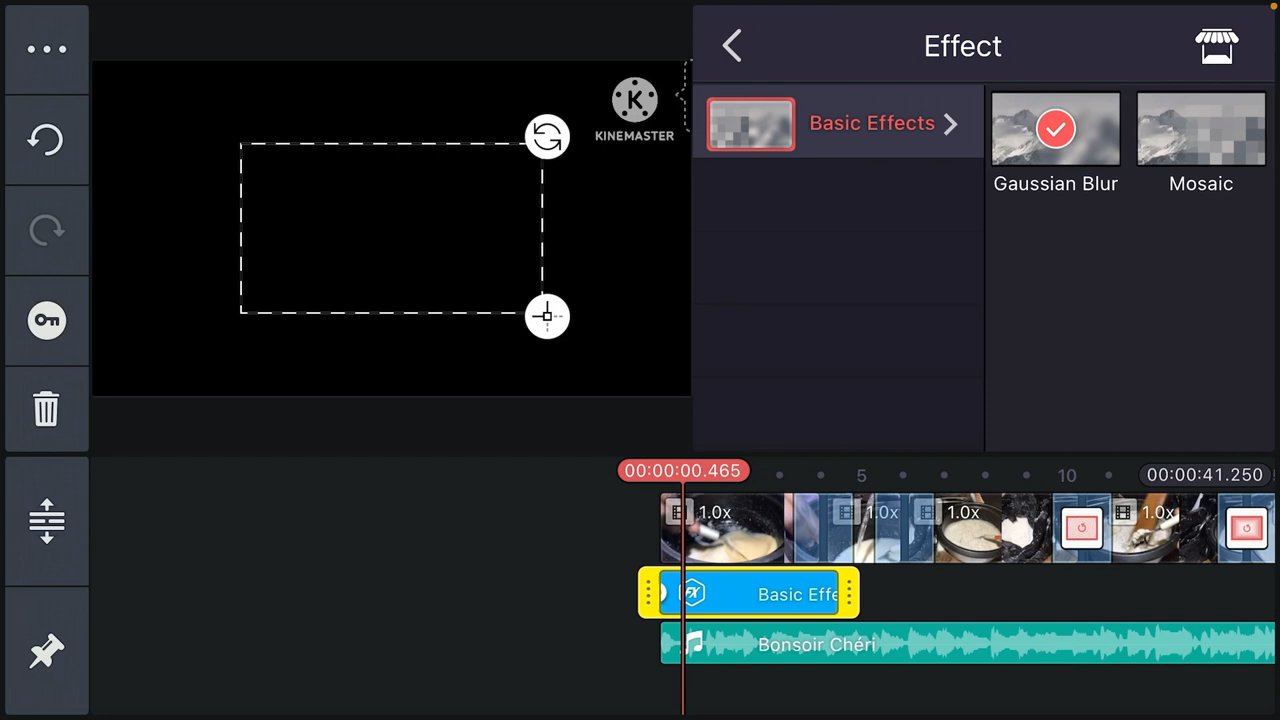 Effect
K
KINEMASTER
Basic Effects
Gaussian Blur
Mosaic
00:00:00.465
5
10
00:00:41.250
1.0x
1.0x
1.0x
1.0x
FX
Basic Effe
Bonsoir Chéri